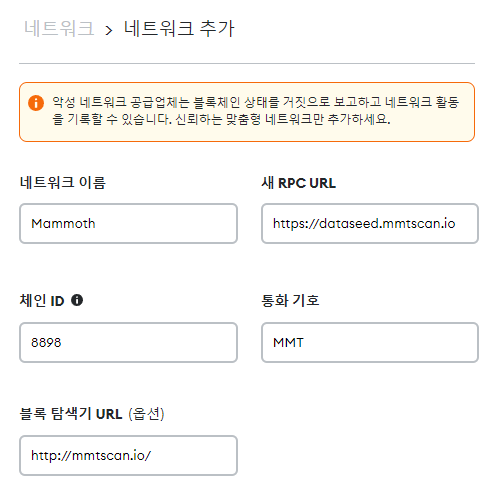 네트워크 > 네트워크 추가
악성 네트워크 공급업체는 블록체인 상태를 거짓으로 보고하고 네트워크 활동
을 기록할 수 있습니다. 신뢰하는 맞춤형 네트워크만 추가하세요.
네트워크 이름
Mammoth
새 RPC URL
https://dataseed.mmtscan.io
체인 ID
8898
통화 기호
MMT
블록 탐색기 URL (옵션)
http://mmtscan.io/